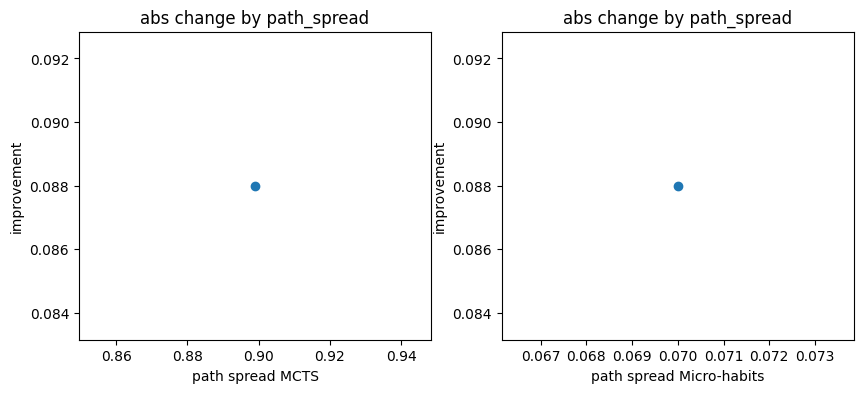 abs change by path_spread
0.092
0.090
0.088
0.086
0.084
improvement
0.86 0.88 0.90 0.92 0.94
path spread MCTS
abs change by path_spread
0.092
0.090
0.088
0.086
0.084
improvement
0.067 0.068 0.069 0.070 0.071 0.072 0.073
path spread Micro-habits